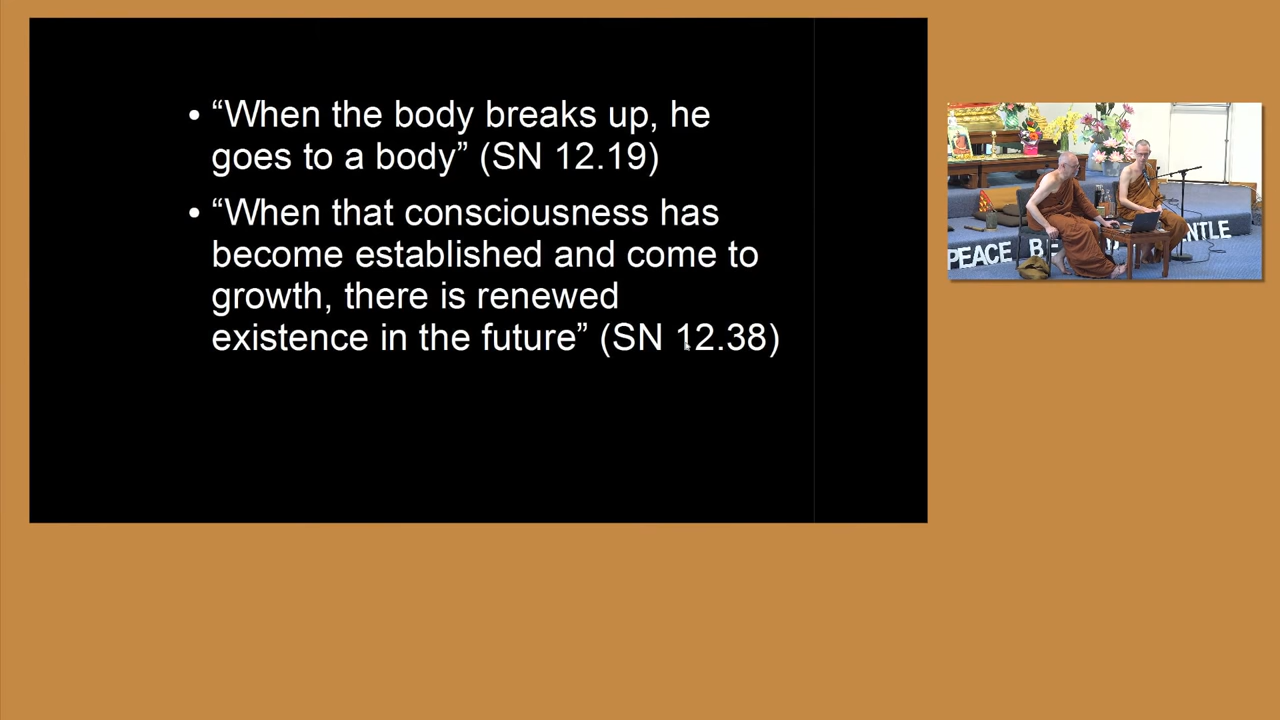 • “When the body breaks up, he
goes to a body” (SN 12.19)
• “When that consciousness has
become established and come to
growth, there is renewed
existence in the future” (SN 12.38)
PEACE BE NTLE